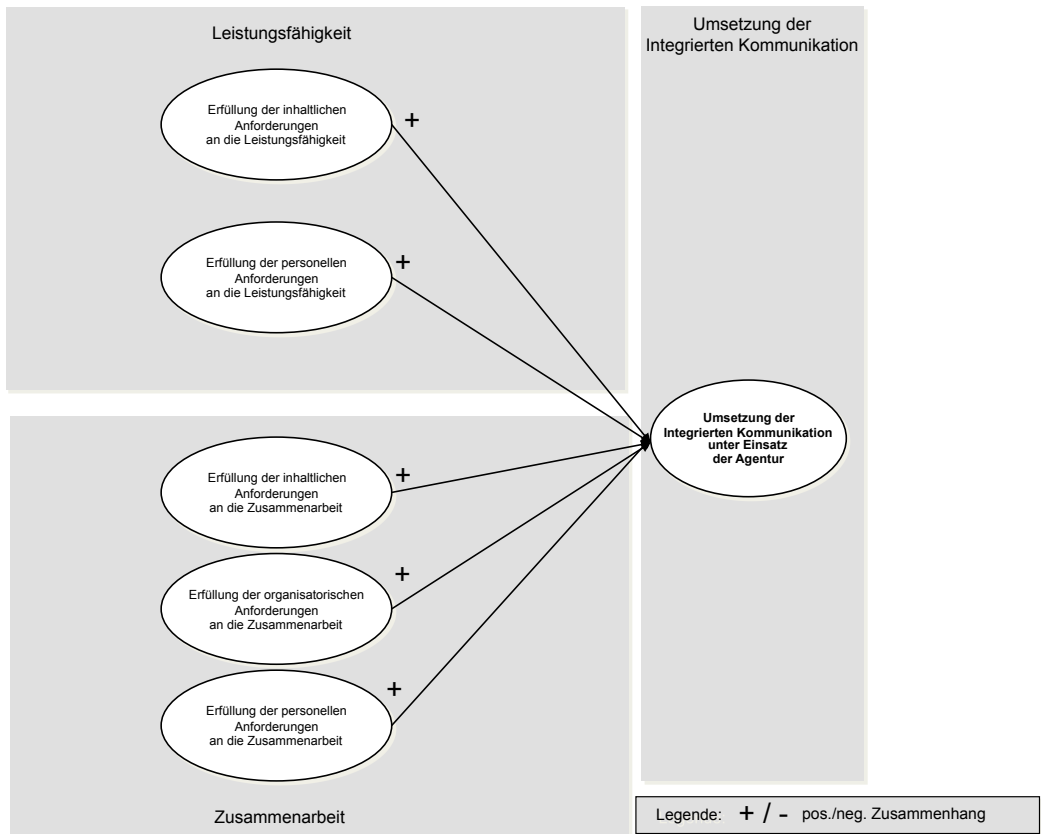 Leistungsfähigkeit
Erfüllung der inhaltlichen
Anforderungen
an die Leistungsfähigkeit
+
Erfüllung der personellen
Anforderungen
an die Leistungsfähigkeit
+
Umsetzung der
Integrierten Kommunikation
Umsetzung der
Integrierten Kommunikation
unter Einsatz
der Agentur
Erfüllung der inhaltlichen
Anforderungen
an die Zusammenarbeit
+
Erfüllung der organisatorischen
Anforderungen
an die Zusammenarbeit
+
Erfüllung der personellen
Anforderungen
an die Zusammenarbeit
+
Zusammenarbeit
Legende: + / - pos./neg. Zusammenhang